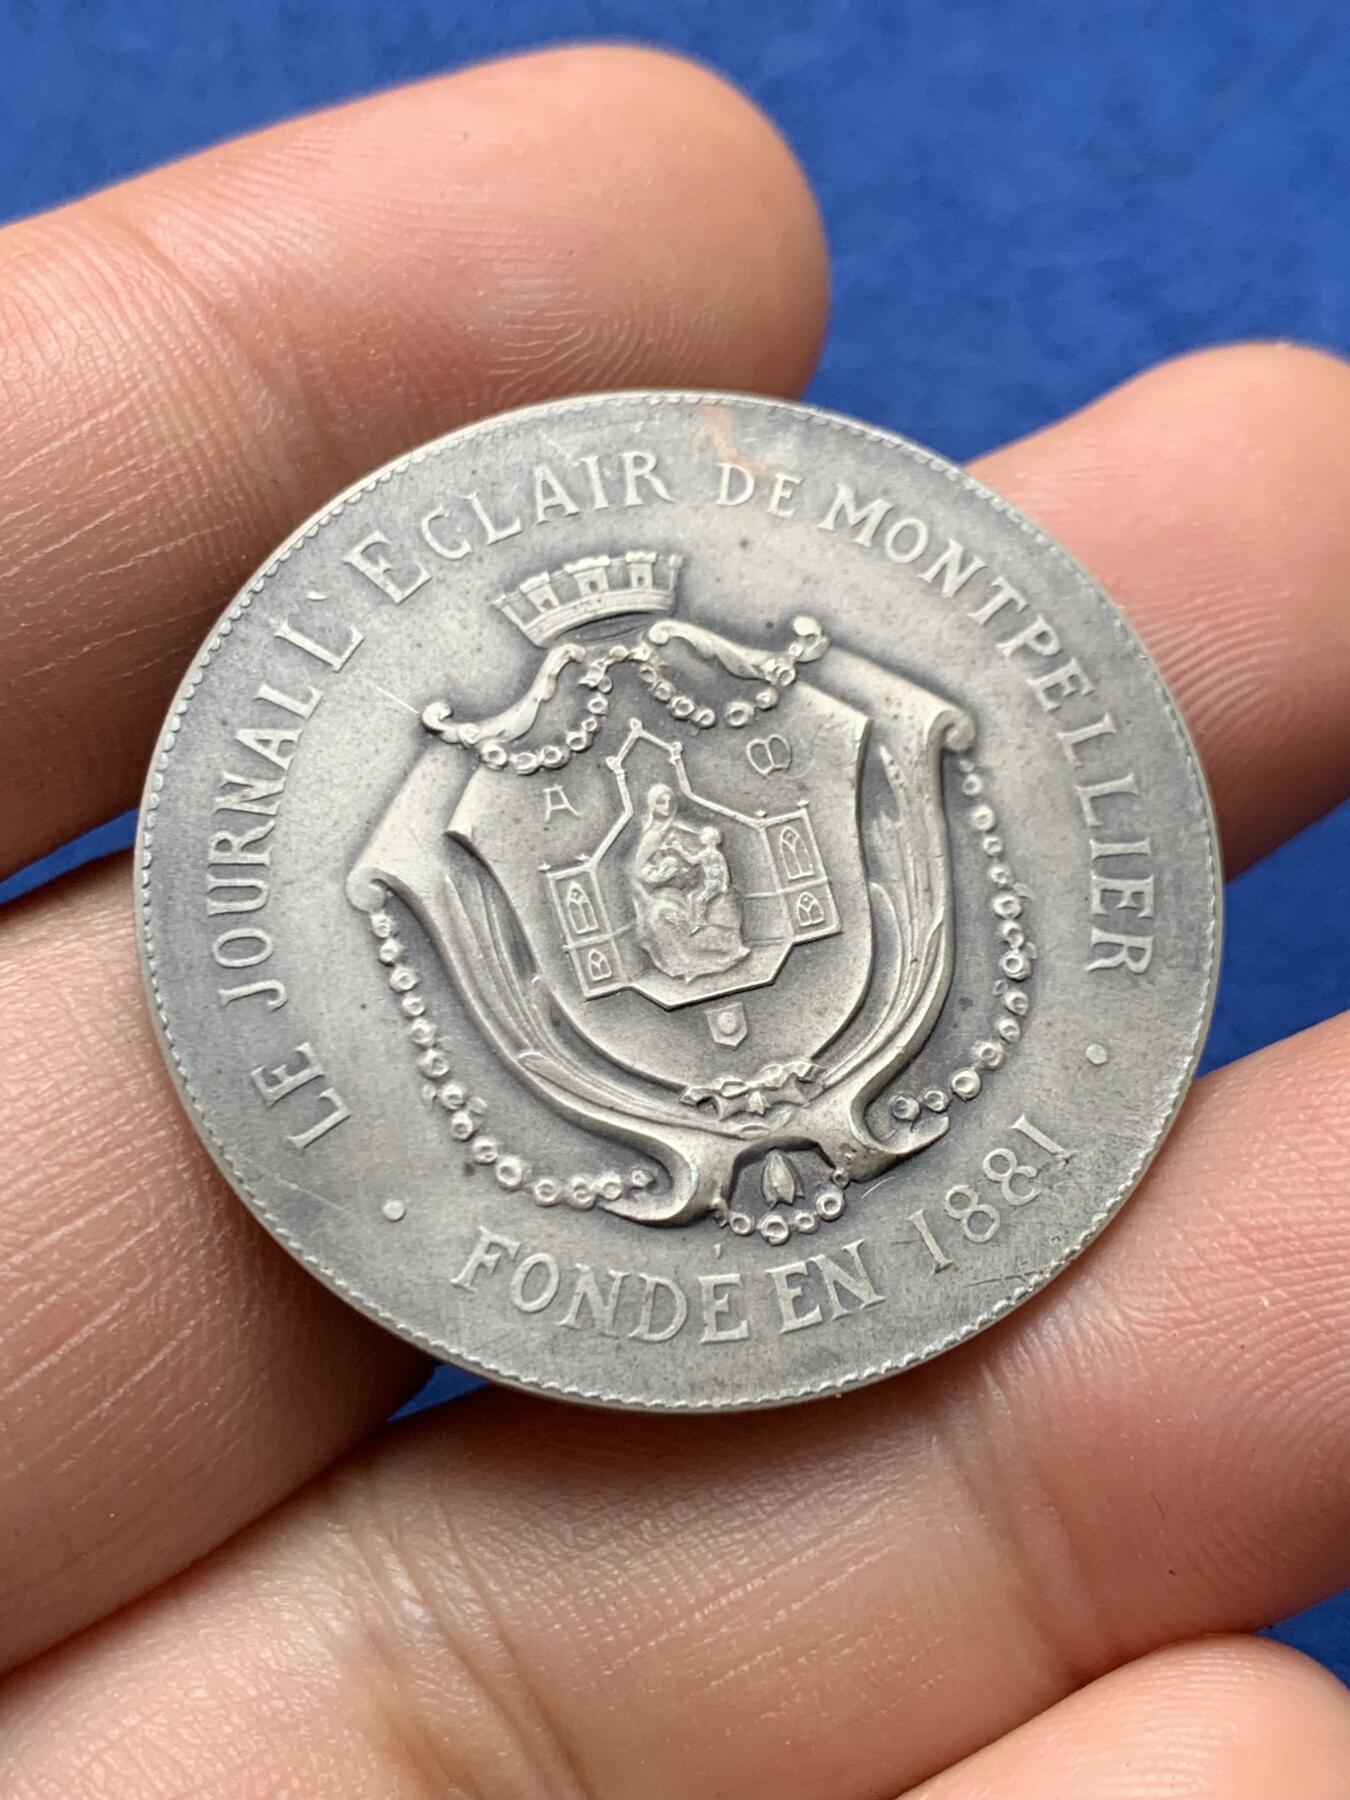 LE JOURNAL L'ECLAIR DE MONTPELLIER
A M
• FONDÉ EN 1881 •